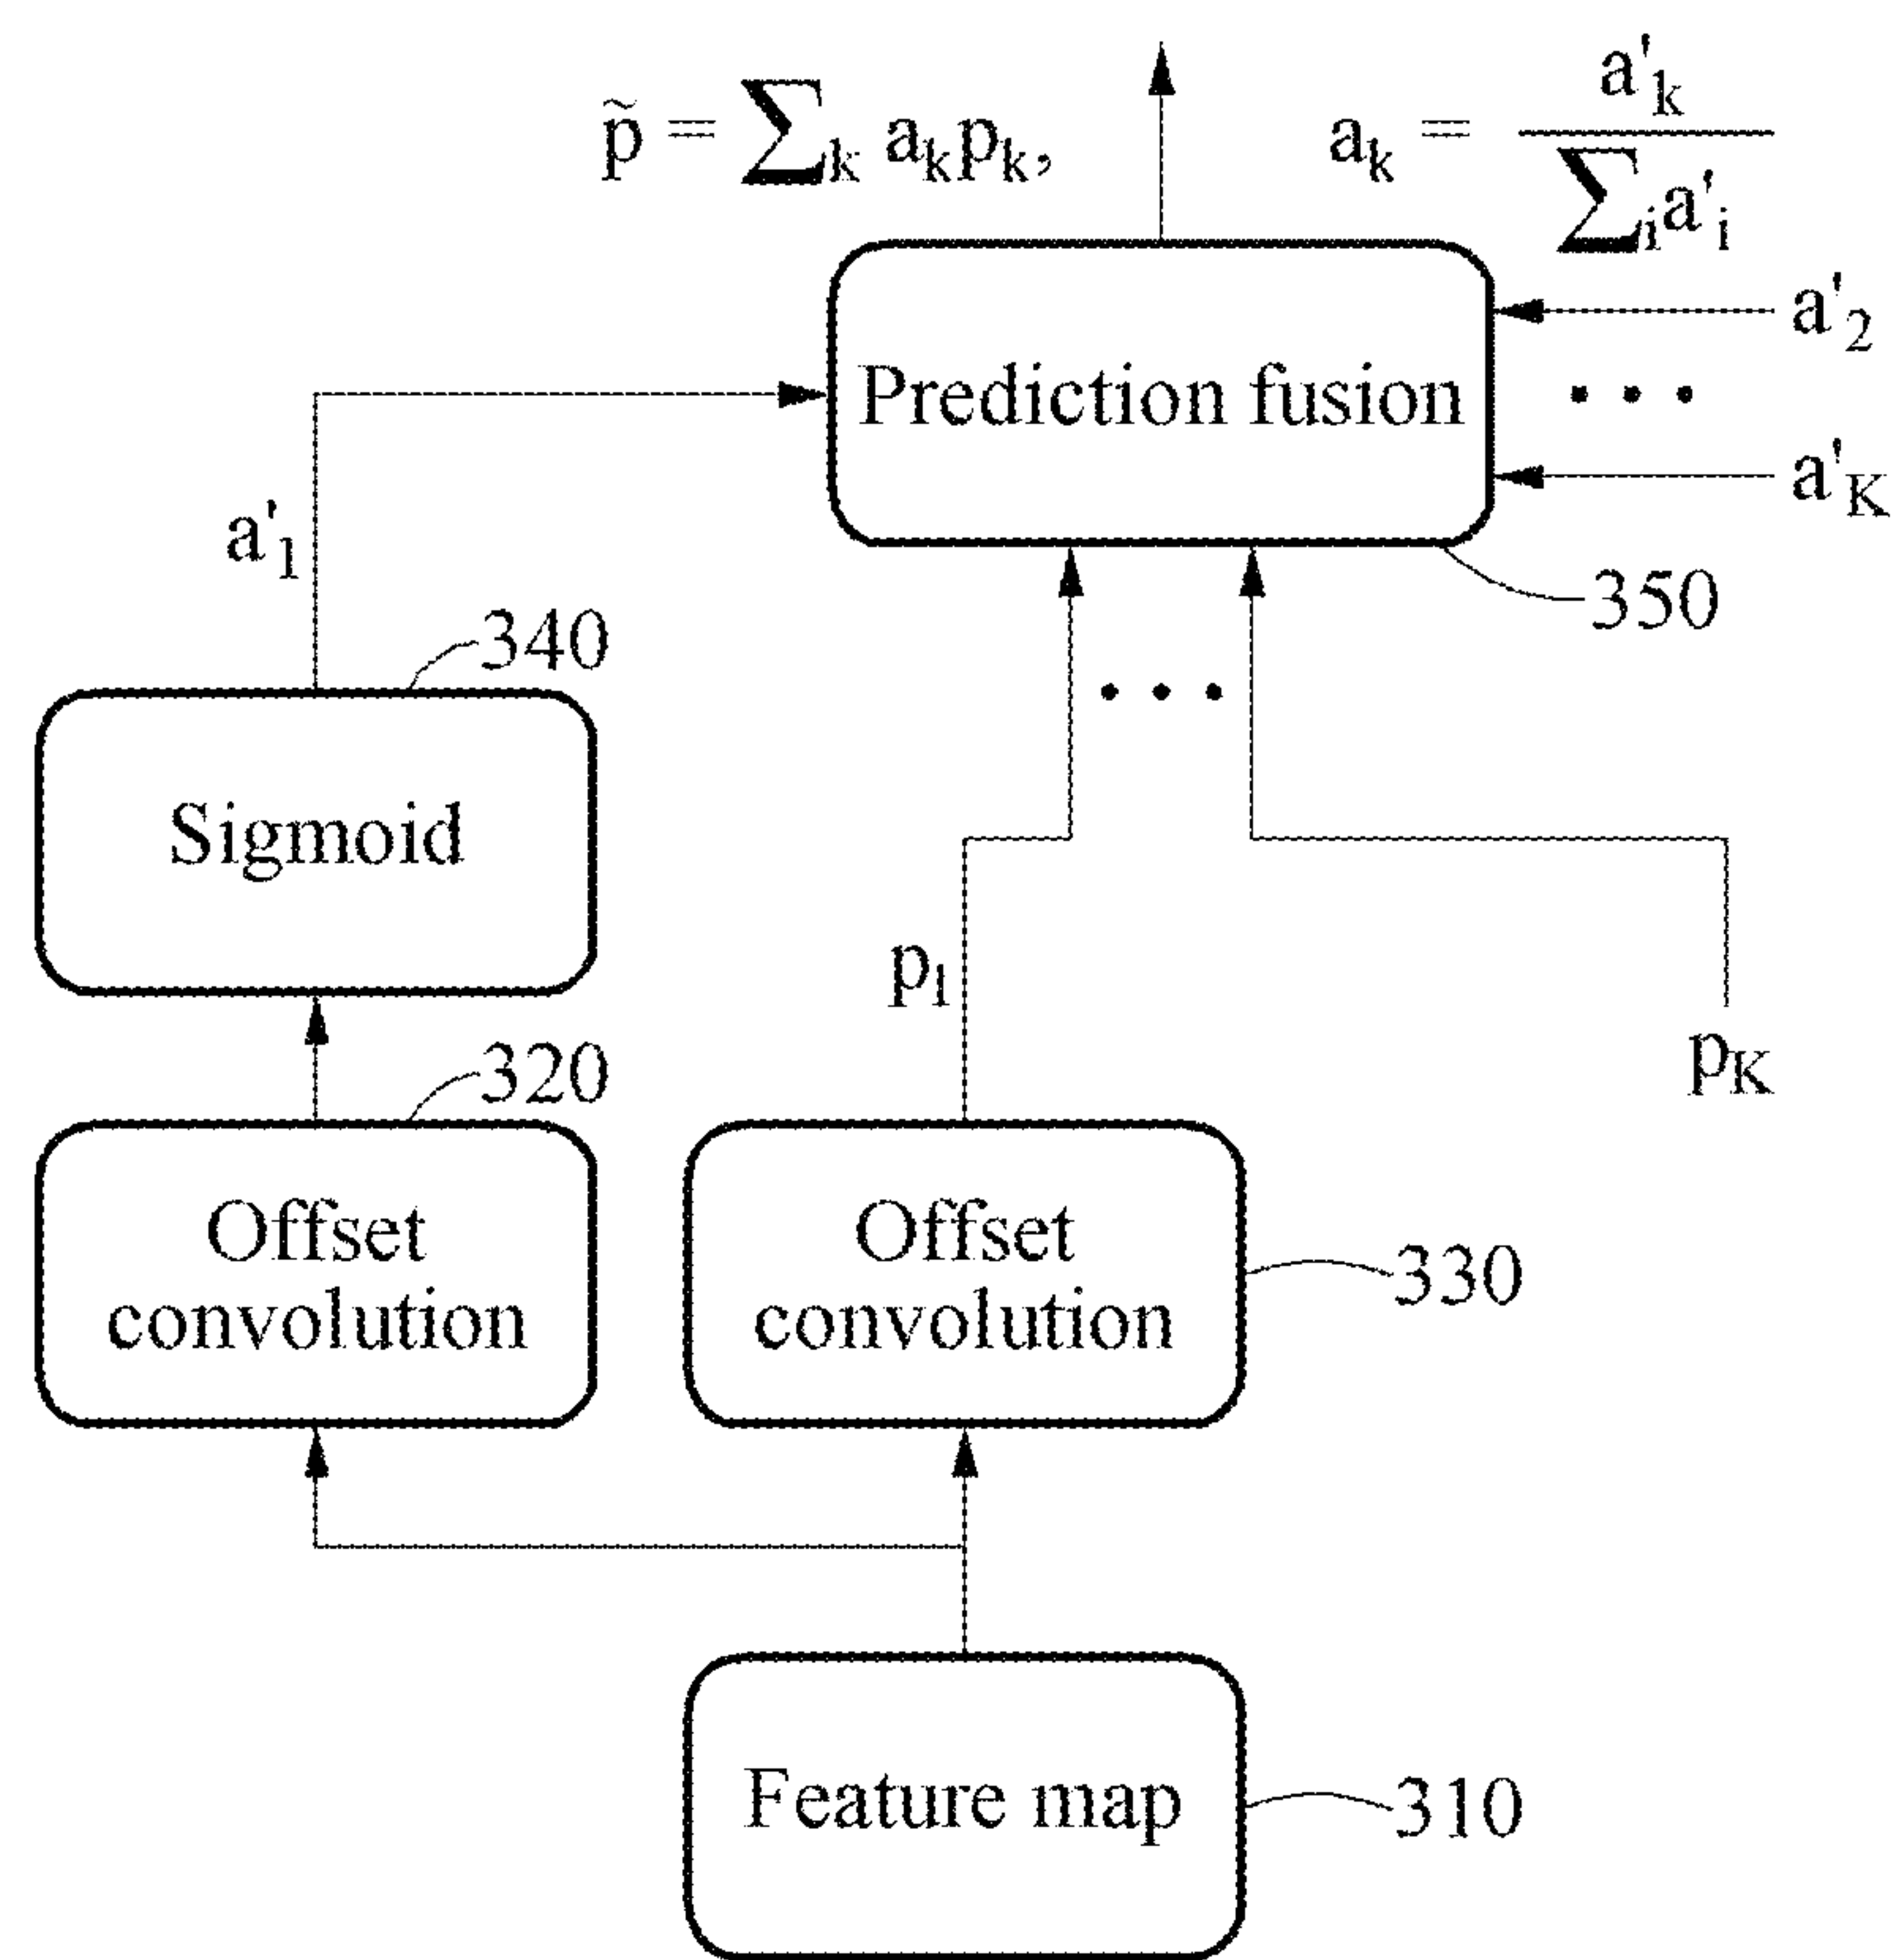 p̃ = ∑ₖ aₖpₖ, aₖ = a'ₖ / ∑ᵢa'ᵢ
a'₂
Prediction fusion
...
a'K
a'₁
350
340
...
Sigmoid
p₁
pK
320
Offset
convolution
Offset
convolution
330
Feature map
310